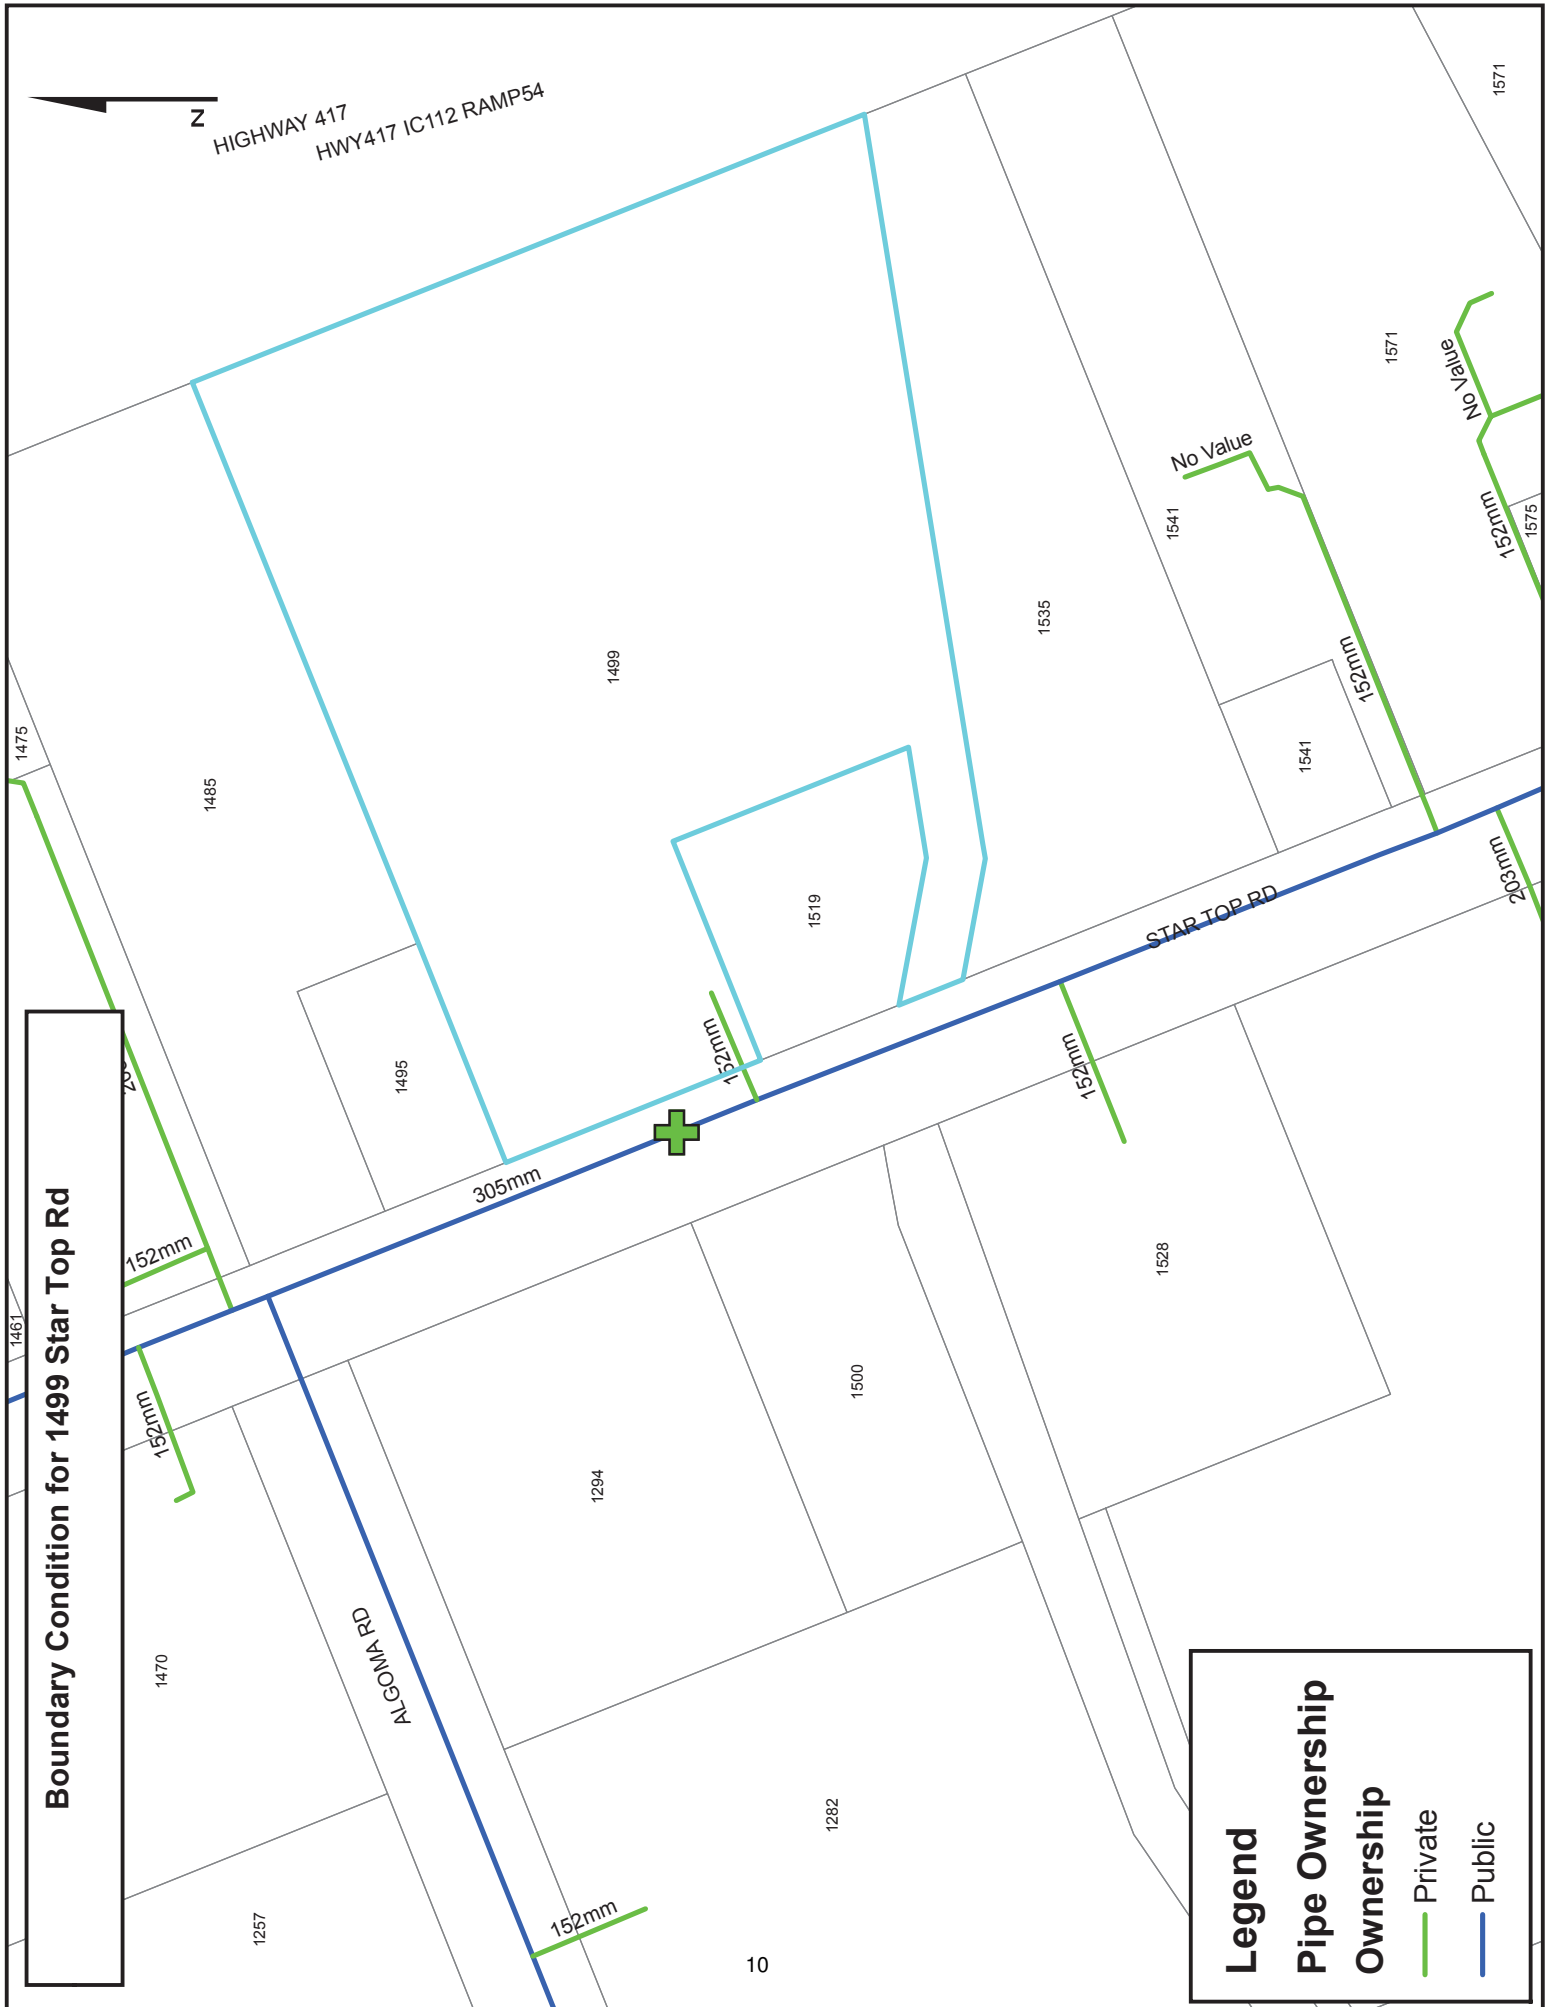 Boundary Condition for 1499 Star Top Rd
N
HIGHWAY 417
HWY417 IC112 RAMP54
1475
1485
1499
1495
1519
1535
1541
1541
1571
1571
1575
No Value
No Value
152mm
152mm
203mm
152mm
152mm
STAR TOP RD
305mm
152mm
152mm
1461
1470
1257
ALGOMA RD
1294
1500
1528
1282
152mm
10
Legend
Pipe Ownership
Ownership
Private
Public